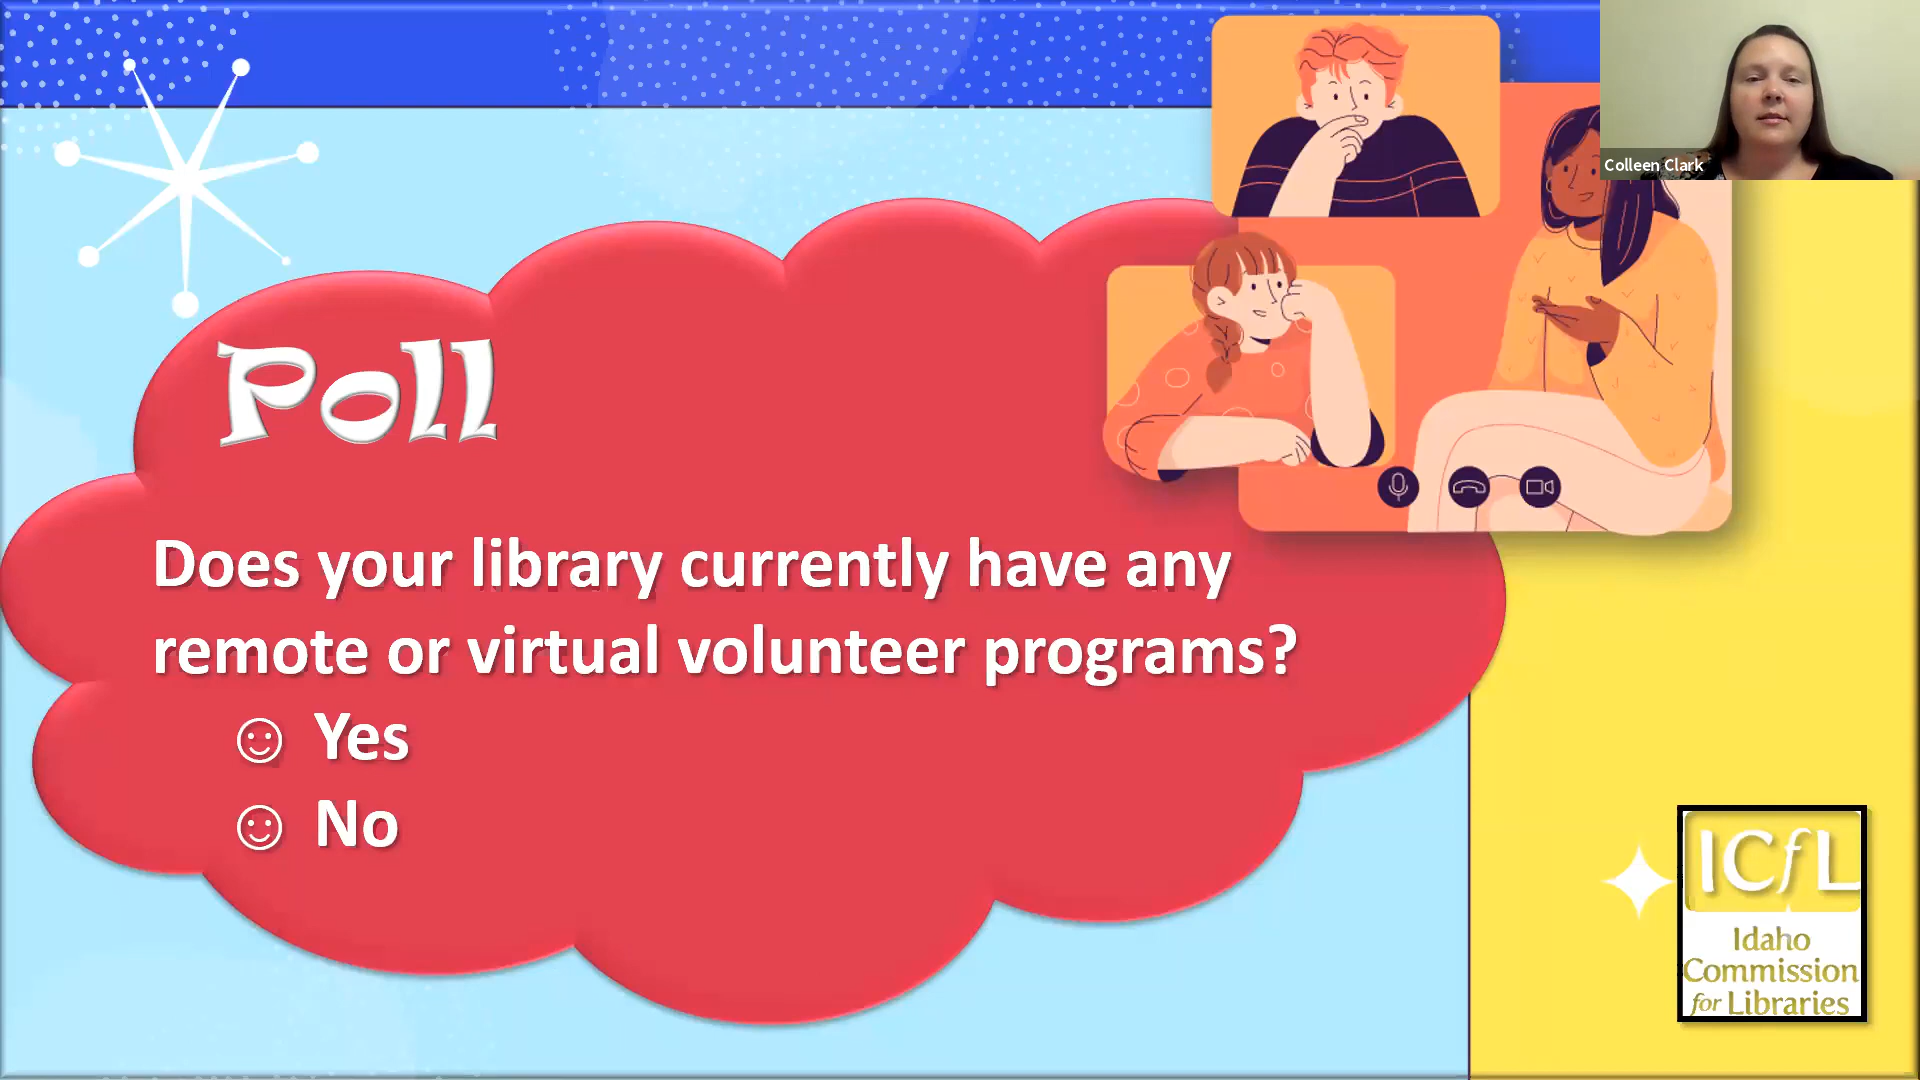 Colleen Clark
Poll
Does your library currently have any
remote or virtual volunteer programs?
☺ Yes
☺ No
ICfL
Idaho
Commission
for Libraries